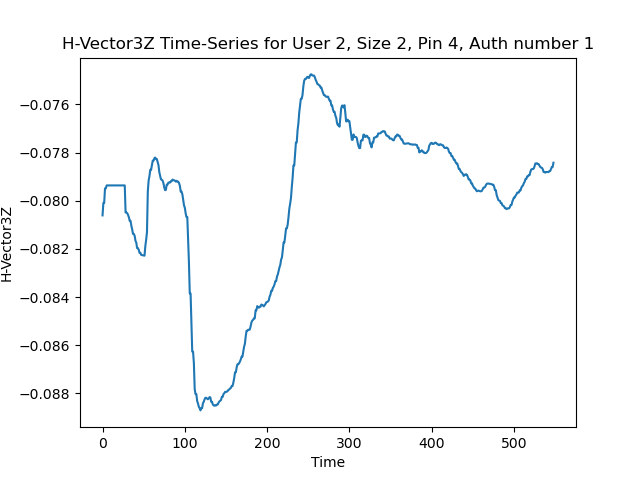 H-Vector3Z Time-Series for User 2, Size 2, Pin 4, Auth number 1
−0.076
−0.078
−0.080
−0.082
−0.084
−0.086
−0.088
H-Vector3Z
0 100 200 300 400 500
Time